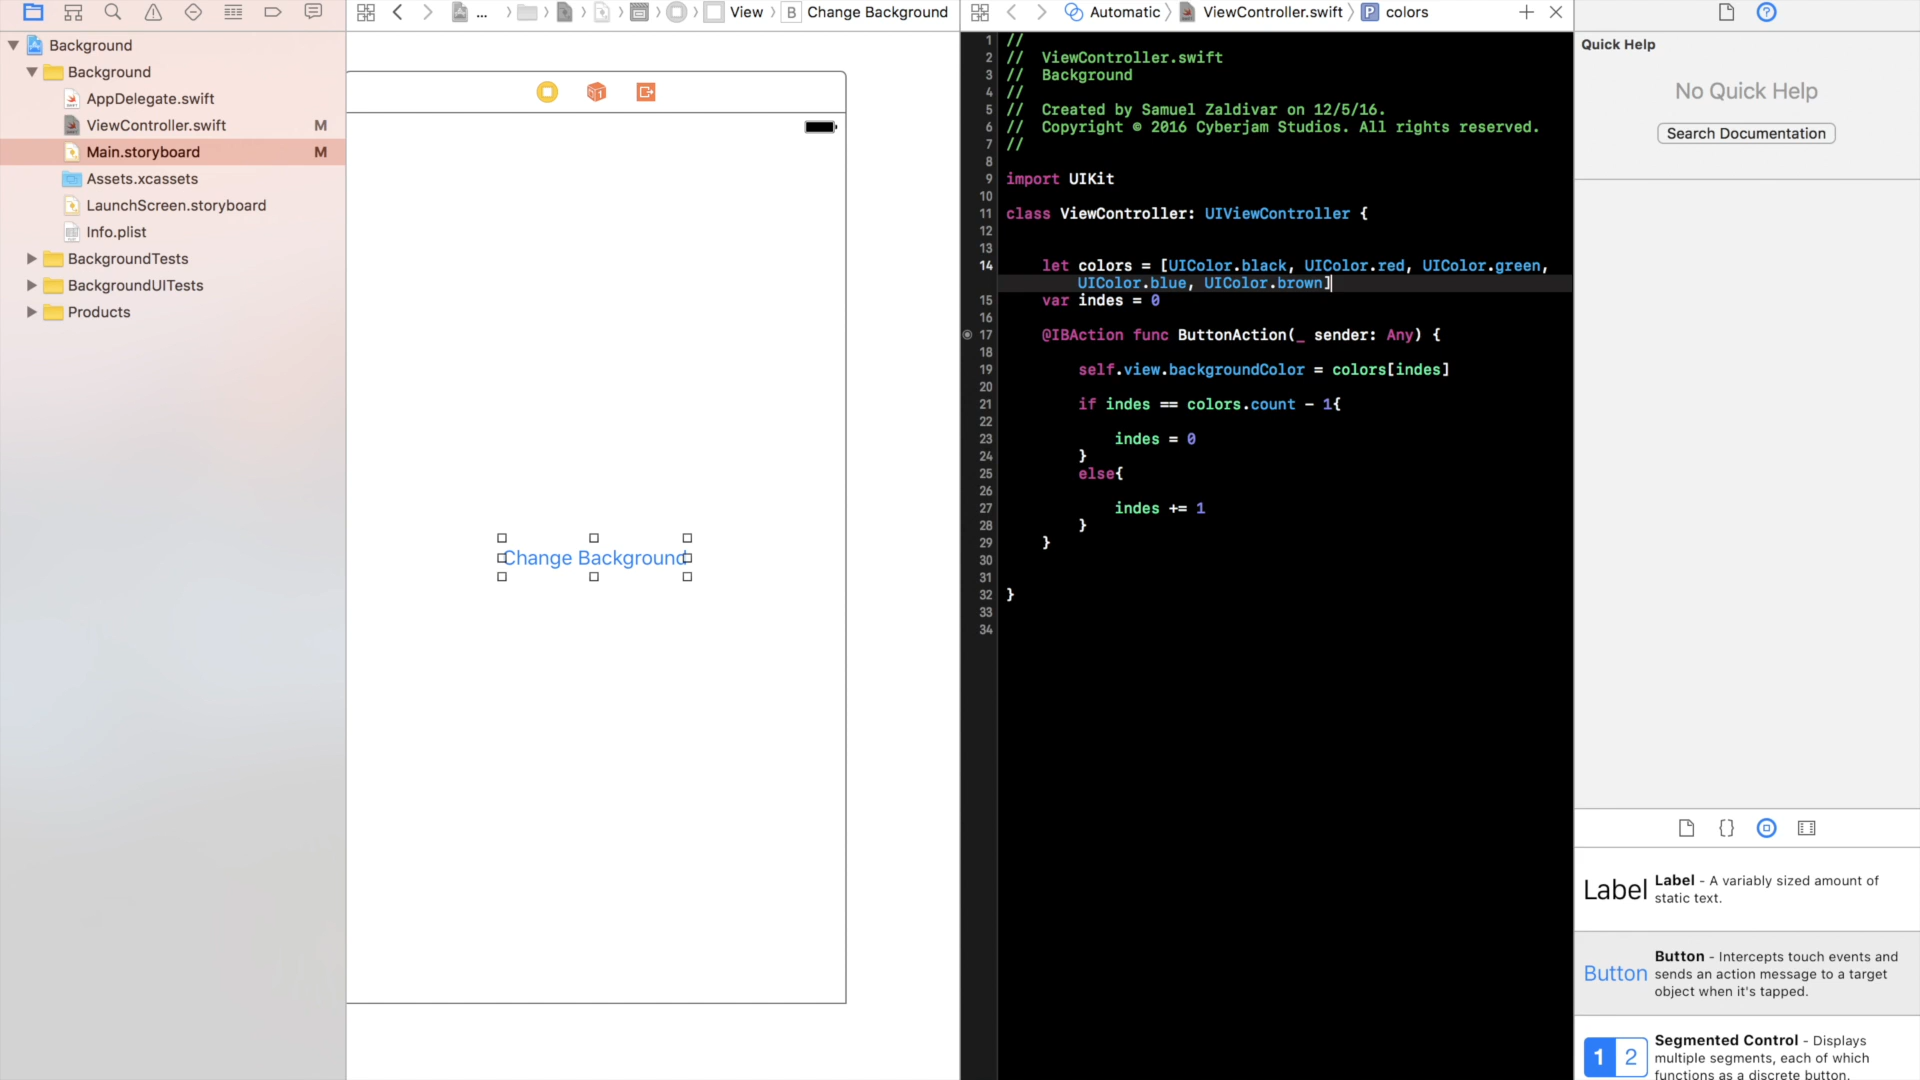 ... View B Change Background
Automatic ViewController.swift P colors
Background
Background
AppDelegate.swift
ViewController.swift M
Main.storyboard M
Assets.xcassets
LaunchScreen.storyboard
Info.plist
BackgroundTests
BackgroundUITests
Products
Change Background
1 //
2 // ViewController.swift
3 // Background
4 //
5 // Created by Samuel Zaldivar on 12/5/16.
6 // Copyright © 2016 Cyberjam Studios. All rights reserved.
7 //
8
9 import UIKit
10
11 class ViewController: UIViewController {
12
13
14 let colors = [UIColor.black, UIColor.red, UIColor.green,
UIColor.blue, UIColor.brown]
15 var indes = 0
16
17 @IBAction func ButtonAction(_ sender: Any) {
18
19 self.view.backgroundColor = colors[indes]
20
21 if indes == colors.count - 1{
22
23 indes = 0
24 }
25 else{
26
27 indes += 1
28 }
29 }
30
31
32 }
33
34
Quick Help
No Quick Help
Search Documentation
Label
Label - A variably sized amount of
static text.
Button
Button - Intercepts touch events and
sends an action message to a target
object when it's tapped.
1 2
Segmented Control - Displays
multiple segments, each of which
functions as a discrete button.